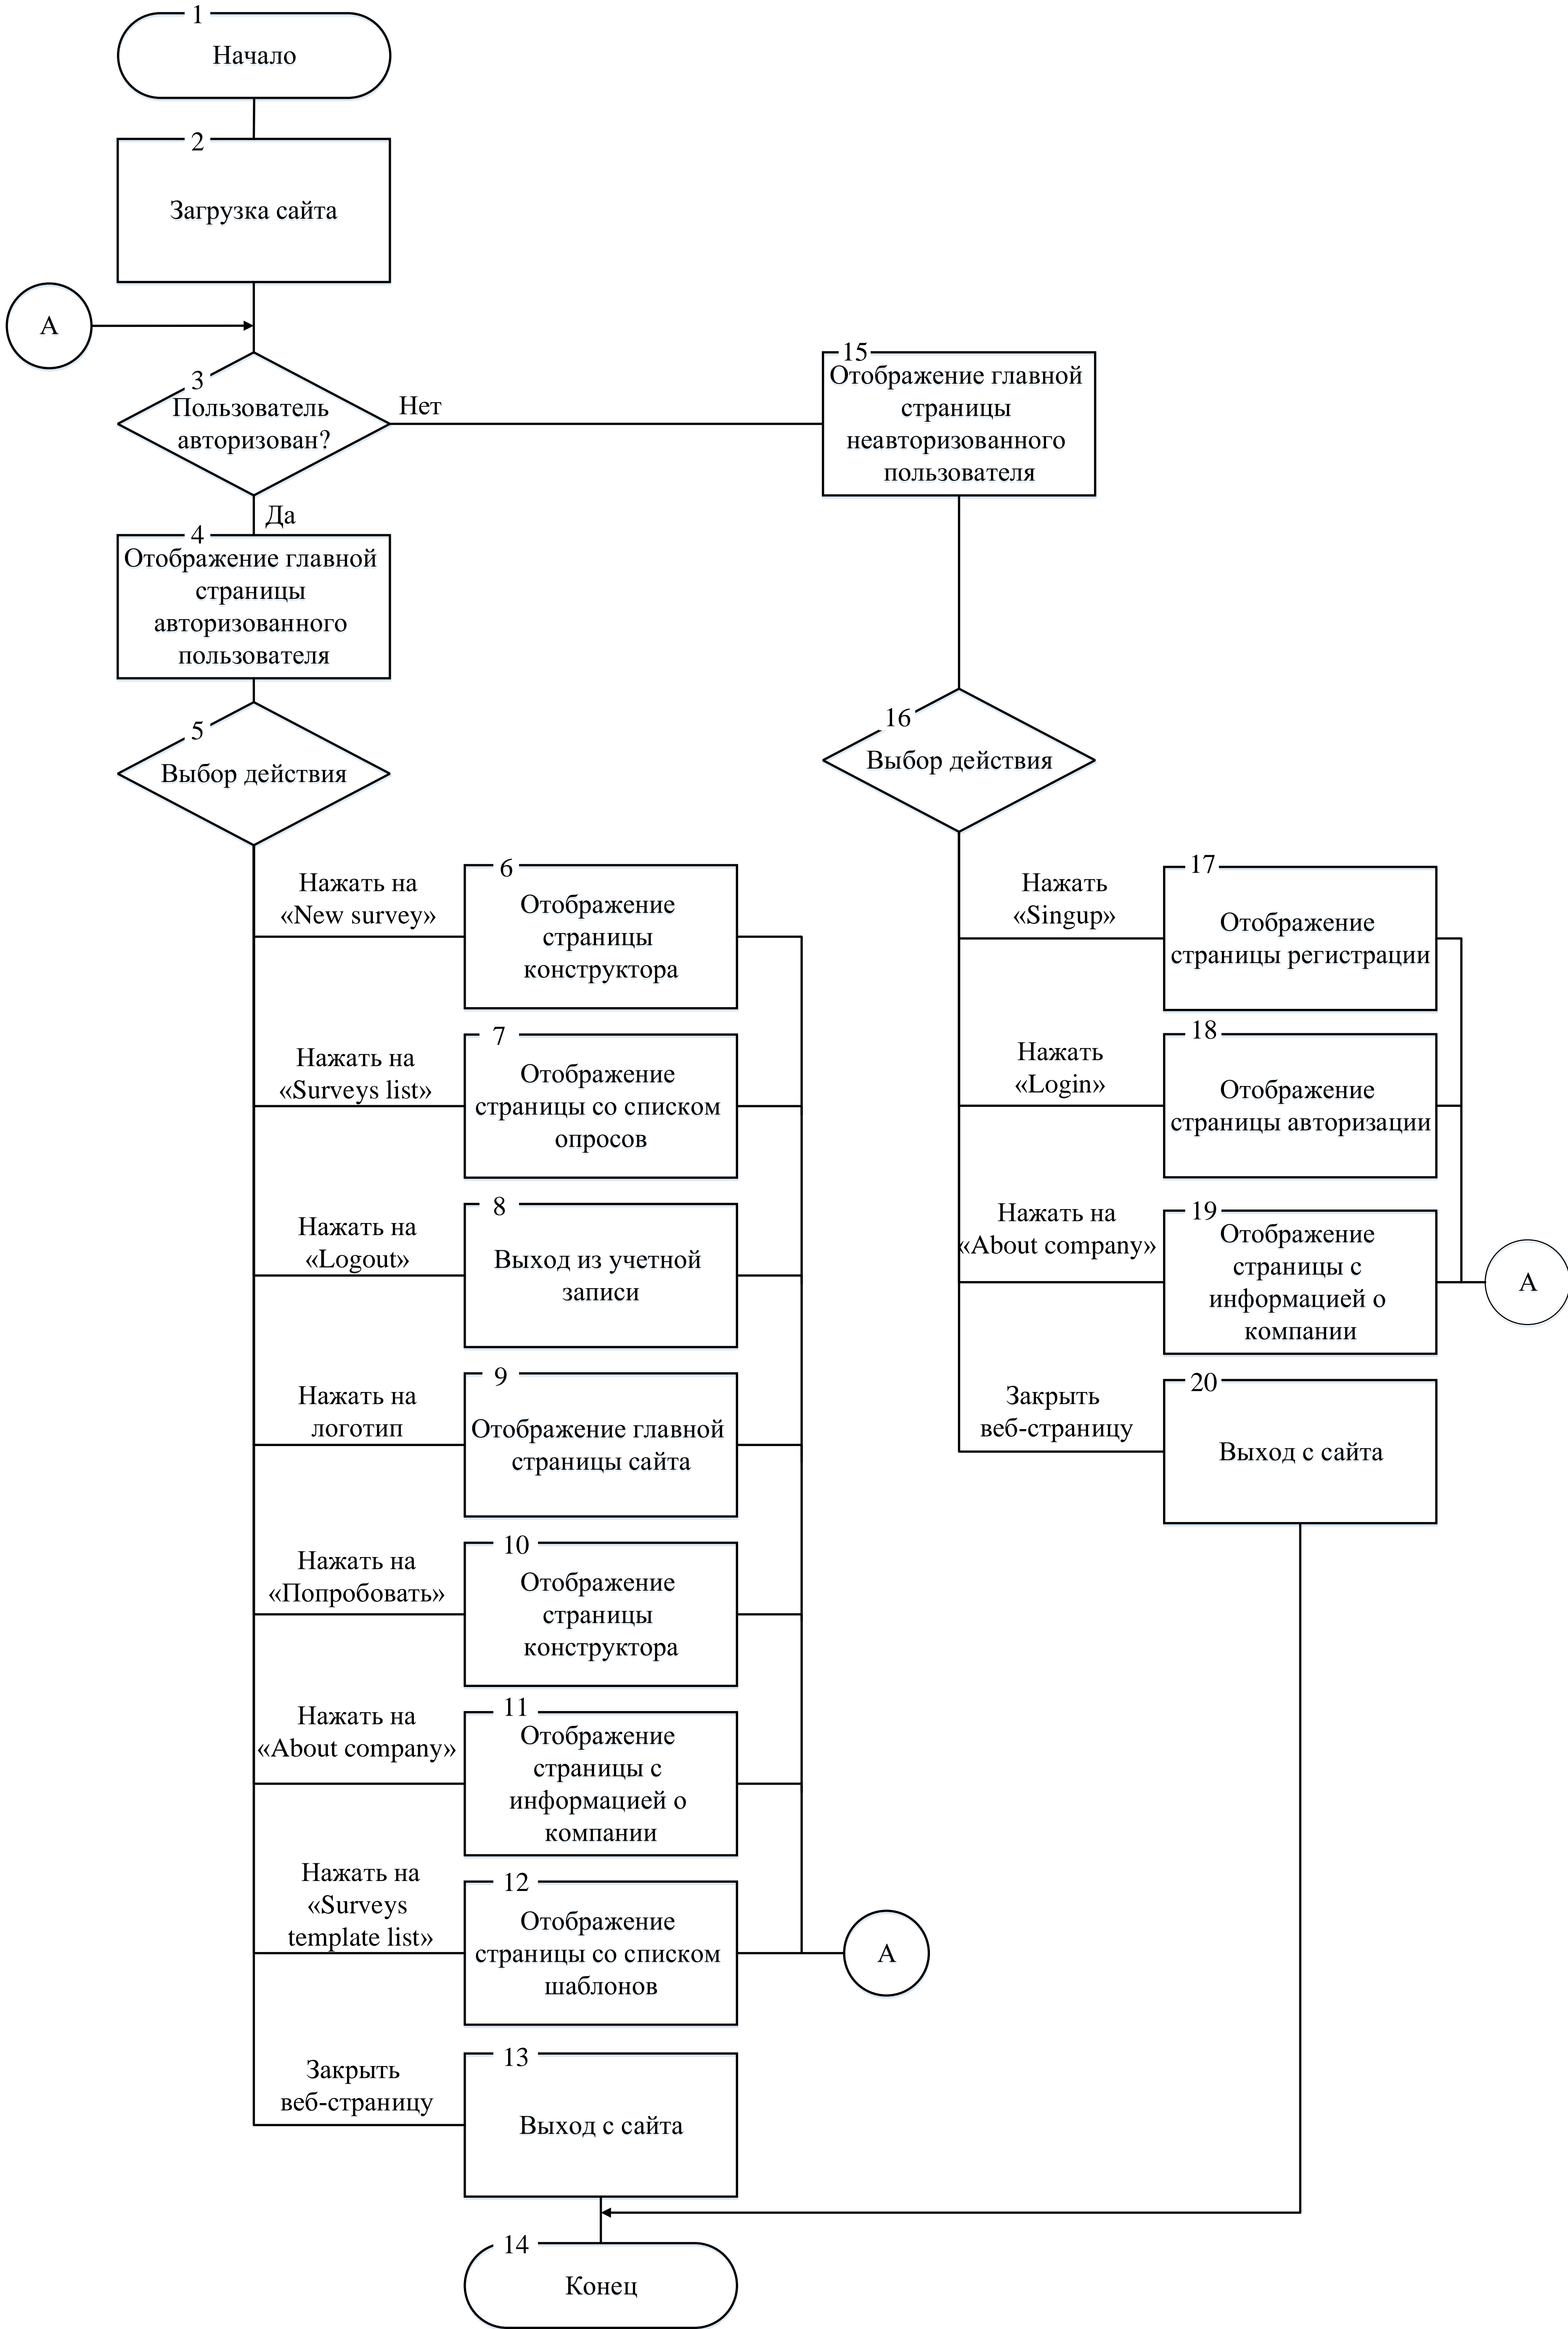 1
Начало
2
Загрузка сайта
А
3
Пользователь
авторизован?
Нет
Да
15
Отображение главной
страницы
неавторизованного
пользователя
4
Отображение главной
страницы
авторизованного
пользователя
5
Выбор действия
16
Выбор действия
Нажать на
«New survey»
6
Отображение
страницы
конструктора
Нажать на
«Surveys list»
7
Отображение
страницы со списком
опросов
Нажать на
«Logout»
8
Выход из учетной
записи
Нажать на
логотип
9
Отображение главной
страницы сайта
Нажать на
«Попробовать»
10
Отображение
страницы
конструктора
Нажать на
«About company»
11
Отображение
страницы с
информацией о
компании
Нажать на
«Surveys
template list»
12
Отображение
страницы со списком
шаблонов
А
Закрыть
веб-страницу
13
Выход с сайта
14
Конец
Нажать
«Singup»
17
Отображение
страницы регистрации
Нажать
«Login»
18
Отображение
страницы авторизации
Нажать на
«About company»
19
Отображение
страницы с
информацией о
компании
А
Закрыть
веб-страницу
20
Выход с сайта